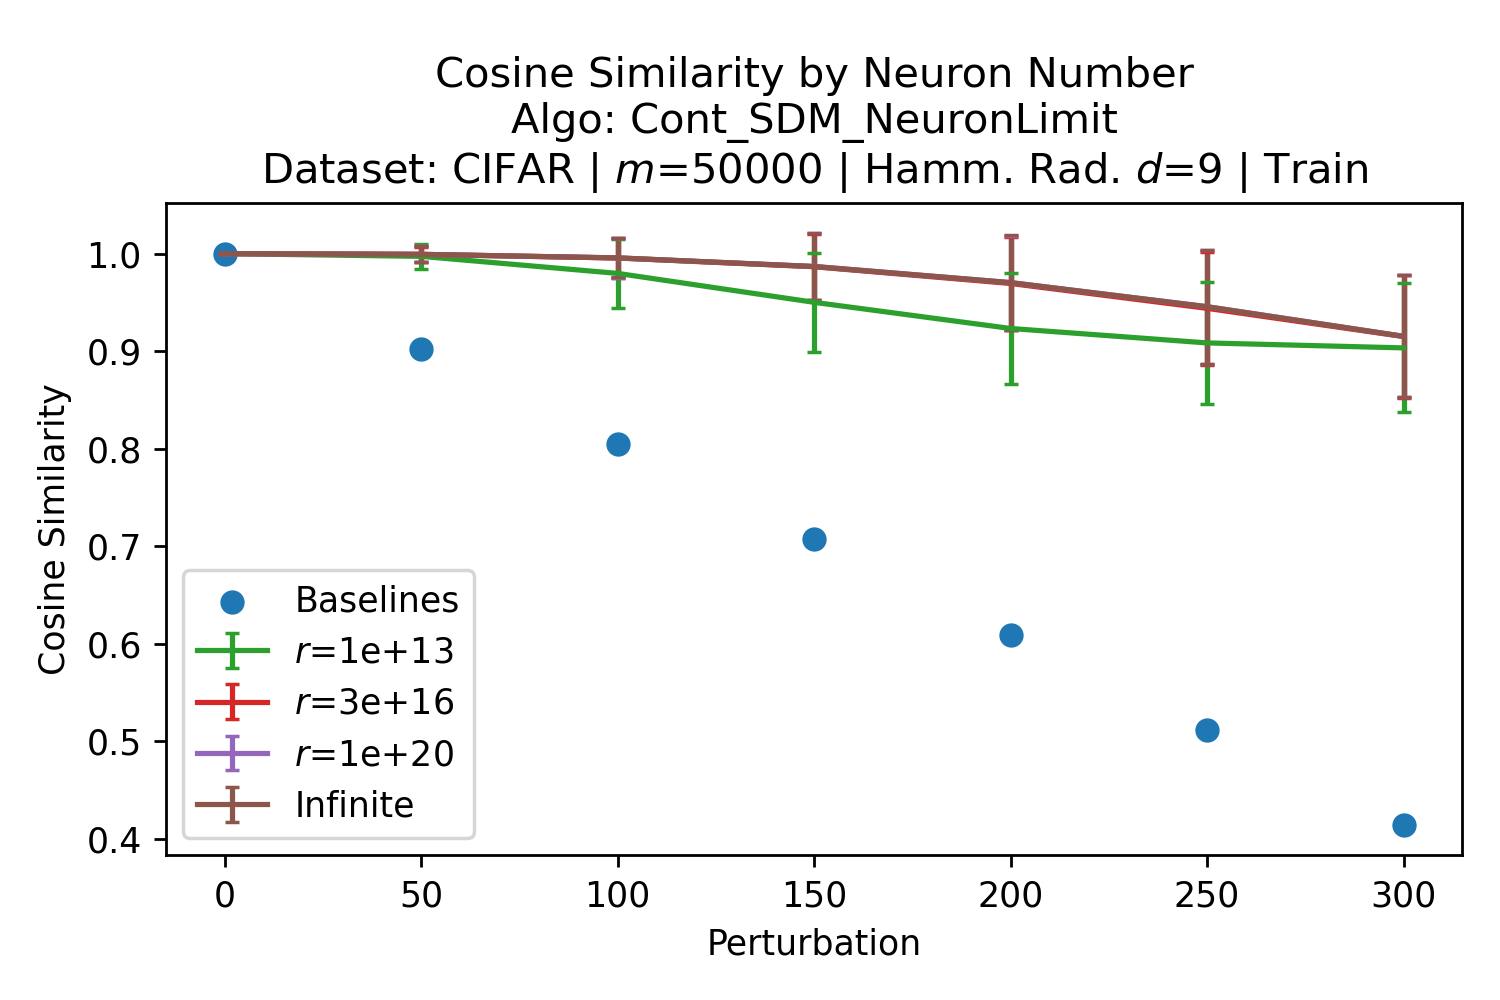 Cosine Similarity by Neuron Number
Algo: Cont_SDM_NeuronLimit
Dataset: CIFAR | m=50000 | Hamm. Rad. d=9 | Train
Cosine Similarity
1.0
0.9
0.8
0.7
0.6
0.5
0.4
Baselines
r=1e+13
r=3e+16
r=1e+20
Infinite
0 50 100 150 200 250 300
Perturbation